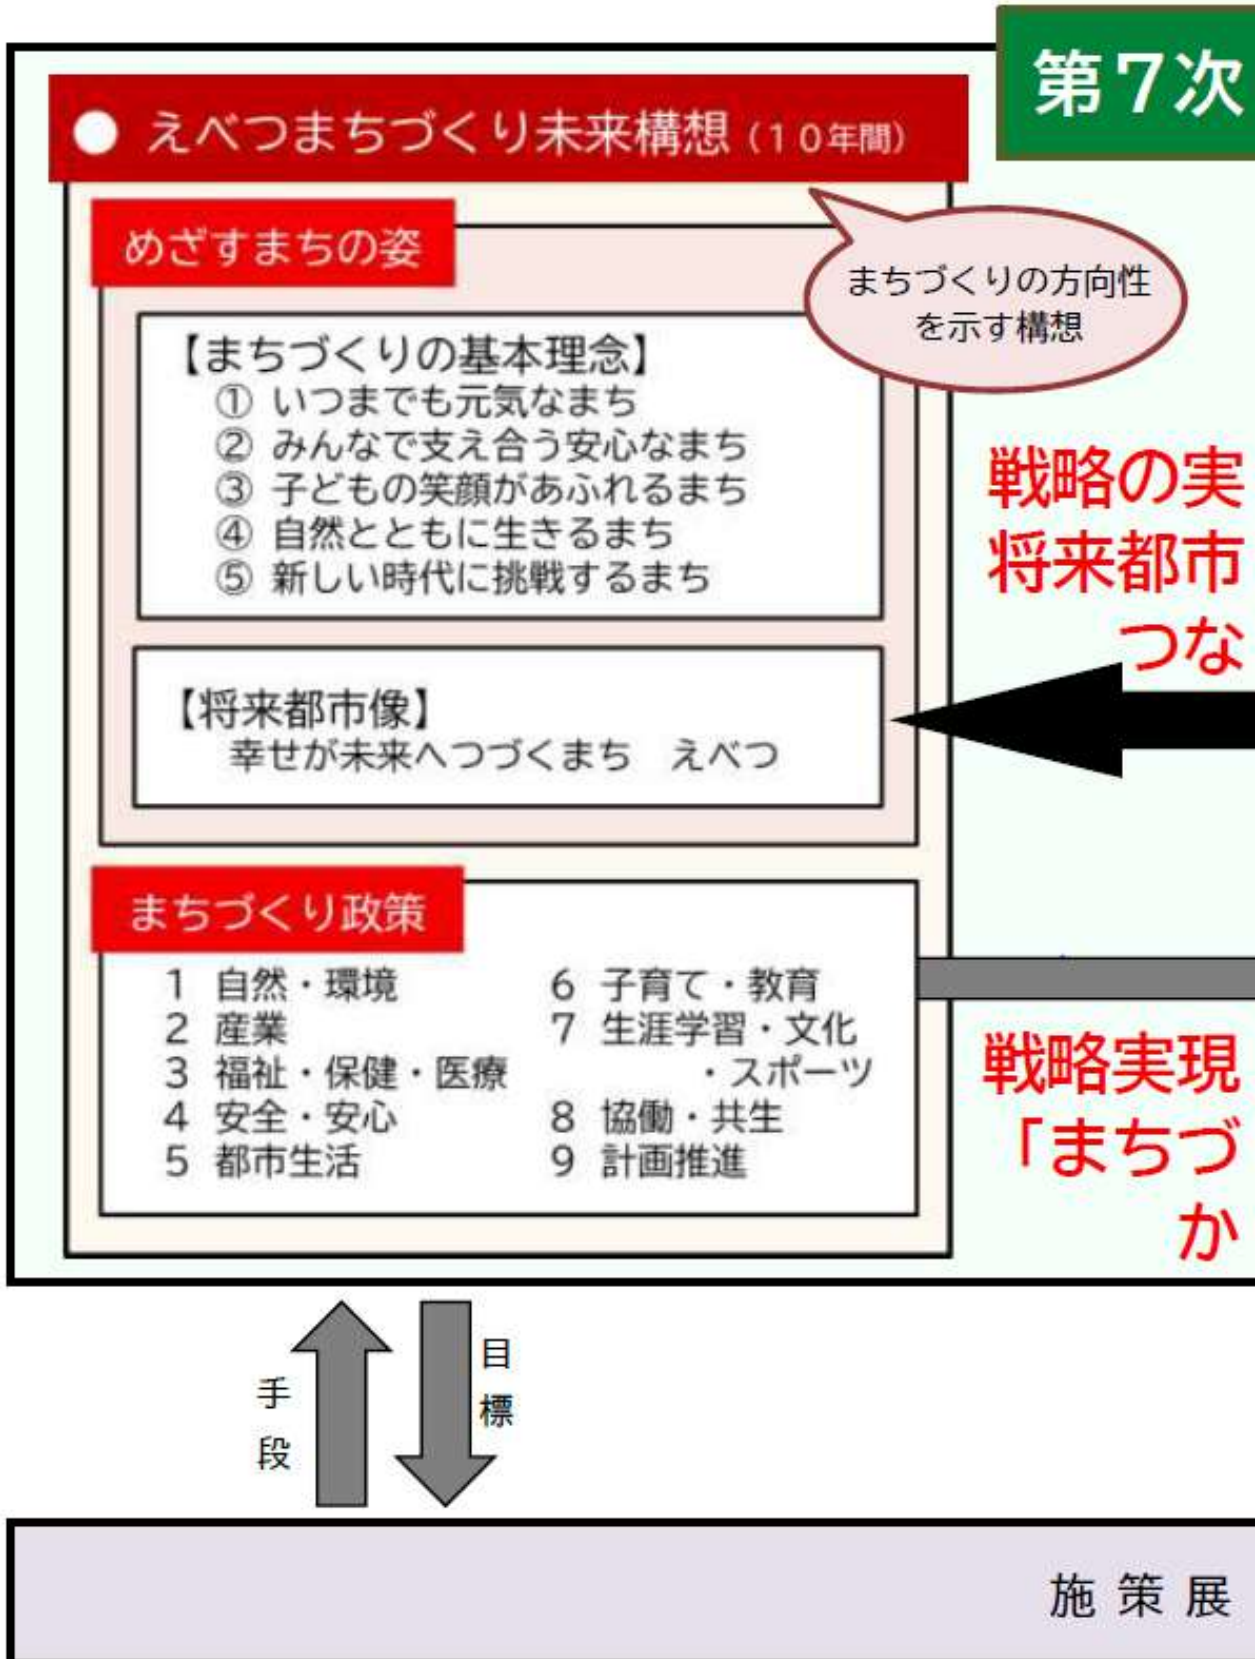 第７次
● えべつまちづくり未来構想（１０年間）
めざすまちの姿
まちづくりの方向性
を示す構想
【まちづくりの基本理念】
① いつまでも元気なまち
② みんなで支え合う安心なまち
③ 子どもの笑顔があふれるまち
④ 自然とともに生きるまち
⑤ 新しい時代に挑戦するまち
戦略の実
将来都市
つな
【将来都市像】
幸せが未来へつづくまち　えべつ
まちづくり政策
1 自然・環境
2 産業
3 福祉・保健・医療
4 安全・安心
5 都市生活
6 子育て・教育
7 生涯学習・文化
・スポーツ
8 協働・共生
9 計画推進
戦略実現
「まちづ
か
手段
目標
施策展